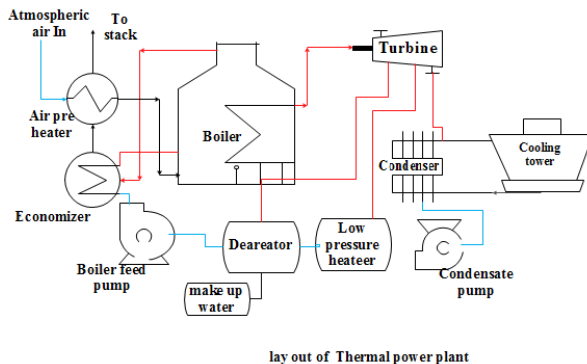 Atmospheric
air In
To
stack
Turbine
Air pre
heater
Boiler
Condenser
Cooling
tower
Economizer
Deareator
Low
pressure
heateer
Boiler feed
pump
Condensate
pump
make up
water
lay out of Thermal power plant